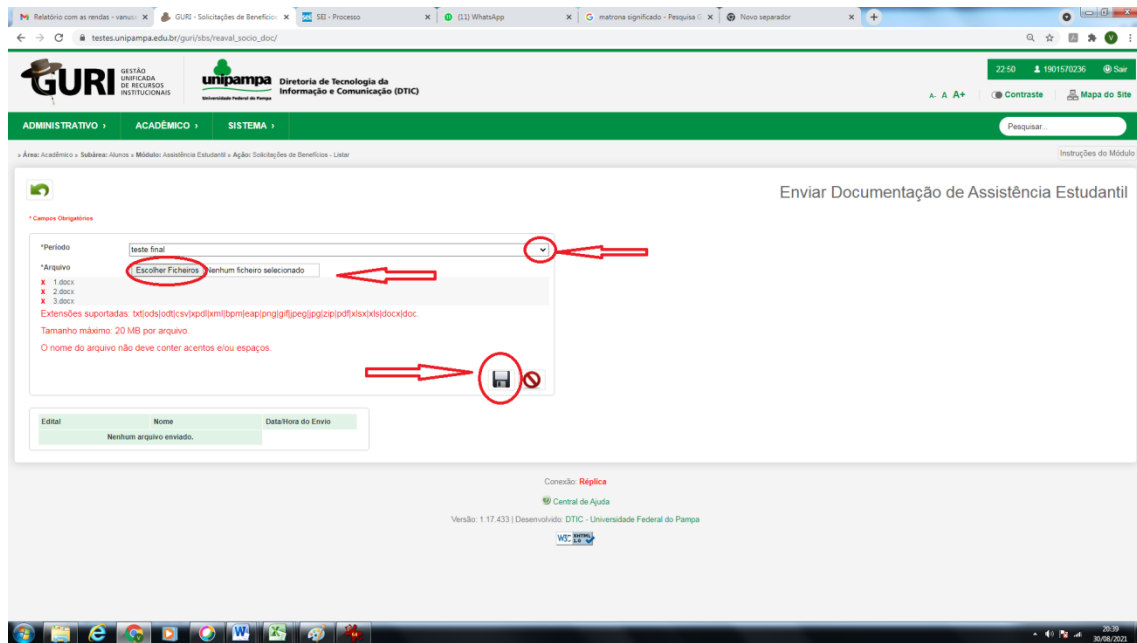 Relatório com as rendas - vanus
GURI - Solicitações de Benefícios
SEI - Processo
(11) WhatsApp
matrona significado - Pesquisa G
Novo separador
testes.unipampa.edu.br/guri/sbs/reaval_socio_doc/
GURI
GESTÃO
UNIFICADA
DE RECURSOS
INSTITUCIONAIS
unipampa
Universidade Federal do Pampa
Diretoria de Tecnologia da
Informação e Comunicação (DTIC)
22:50 1901570236 Sair
A- A A+ Contraste Mapa do Site
ADMINISTRATIVO › ACADÊMICO › SISTEMA ›
Pesquisar...
» Área: Acadêmico » Subárea: Alunos » Módulo: Assistência Estudantil » Ação: Solicitações de Benefícios - Listar
Instruções do Módulo
Enviar Documentação de Assistência Estudantil
* Campos Obrigatórios
*Período teste final
*Arquivo Escolher Ficheiros Nenhum ficheiro selecionado
X 1.docx
X 2.docx
X 3.docx
Extensões suportadas: txt|ods|odt|csv|xpdl|xml|bpm|eap|png|gif|jpeg|jpg|zip|pdf|xlsx|xls|docx|doc.
Tamanho máximo: 20 MB por arquivo.
O nome do arquivo não deve conter acentos e/ou espaços.
Edital Nome Data/Hora do Envio
Nenhum arquivo enviado.
Conexão: Réplica
Central de Ajuda
Versão: 1.17.433 | Desenvolvido: DTIC - Universidade Federal do Pampa
W3C XHTML 1.0
20:39
30/08/2021